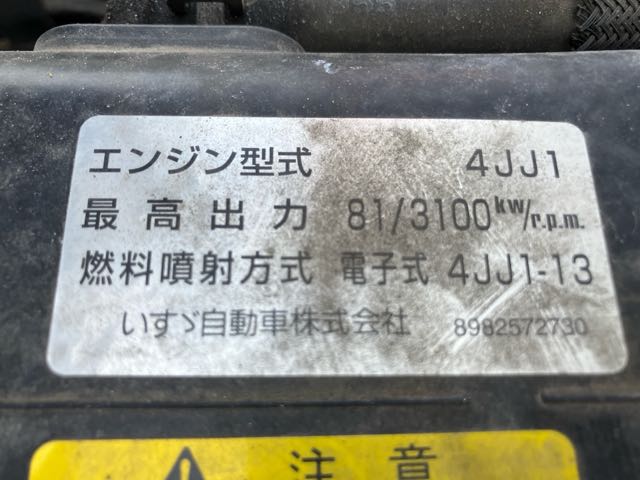 エンジン型式 4JJ1
最高出力 81/3100kW/r.p.m.
燃料噴射方式 電子式 4JJ1-13
いすゞ自動車株式会社 8982572730
注意